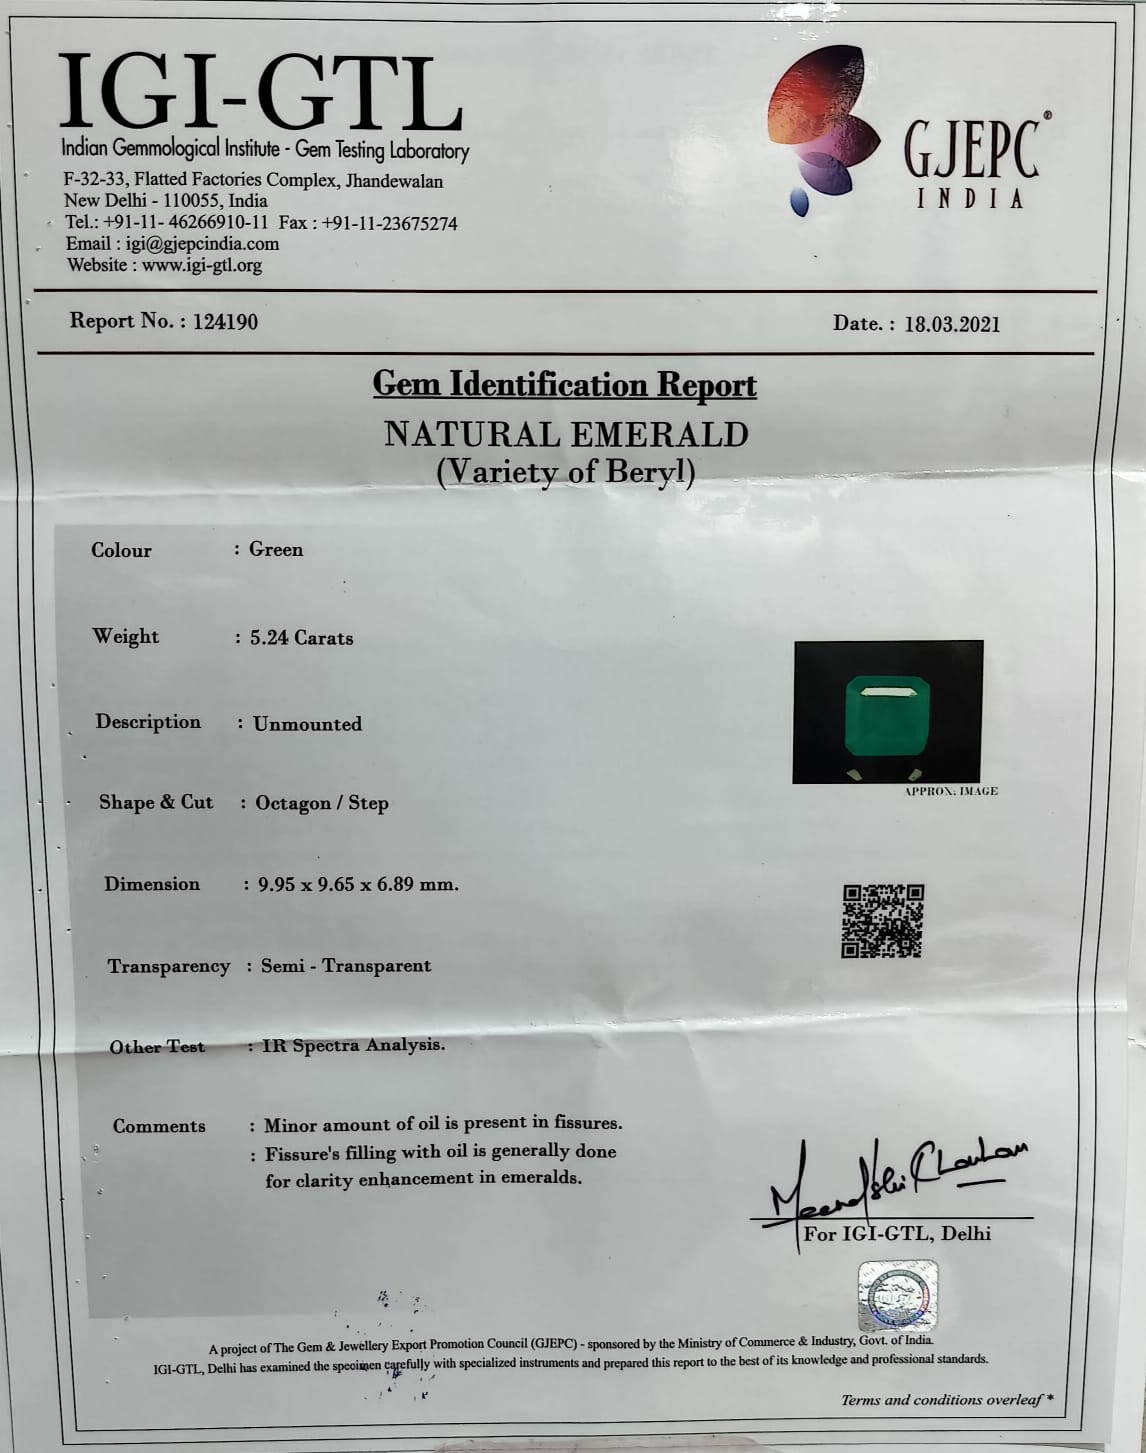 IGI-GTL
Indian Gemmological Institute - Gem Testing Laboratory
F-32-33, Flatted Factories Complex, Jhandewalan
New Delhi - 110055, India
Tel.: +91-11- 46266910-11 Fax : +91-11-23675274
Email : igi@gjepcindia.com
Website : www.igi-gtl.org
GJEPC®
INDIA
Report No. : 124190
Date. : 18.03.2021
Gem Identification Report
NATURAL EMERALD
(Variety of Beryl)
Colour : Green
Weight : 5.24 Carats
Description : Unmounted
Shape & Cut : Octagon / Step
Dimension : 9.95 x 9.65 x 6.89 mm.
Transparency : Semi - Transparent
Other Test : IR Spectra Analysis.
Comments : Minor amount of oil is present in fissures.
: Fissure's filling with oil is generally done
for clarity enhancement in emeralds.
APPROX: IMAGE
Meenakshi Chauhan
For IGI-GTL, Delhi
A project of The Gem & Jewellery Export Promotion Council (GJEPC) - sponsored by the Ministry of Commerce & Industry, Govt. of India.
IGI-GTL, Delhi has examined the specimen carefully with specialized instruments and prepared this report to the best of its knowledge and professional standards.
Terms and conditions overleaf *